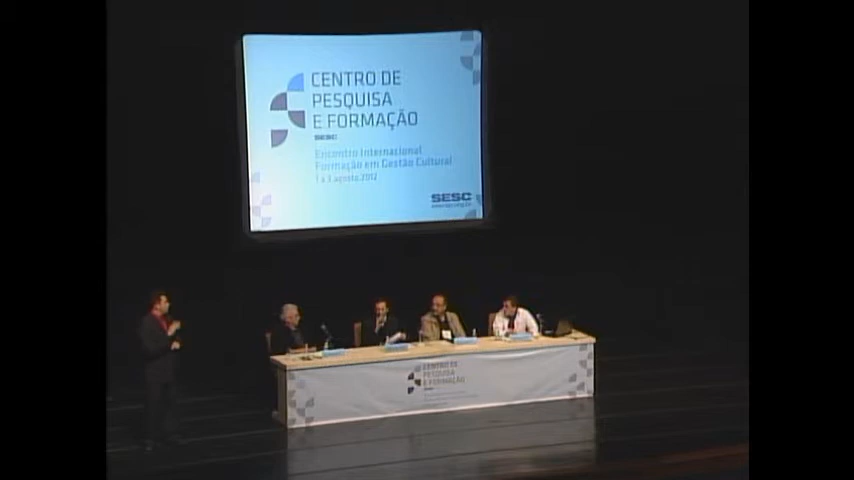 CENTRO DE
PESQUISA
E FORMAÇÃO
SESC
Encontro Internacional
Formação em Gestão Cultural
1 a 3 agosto 2012
SESC
CENTRO DE
PESQUISA
E FORMAÇÃO